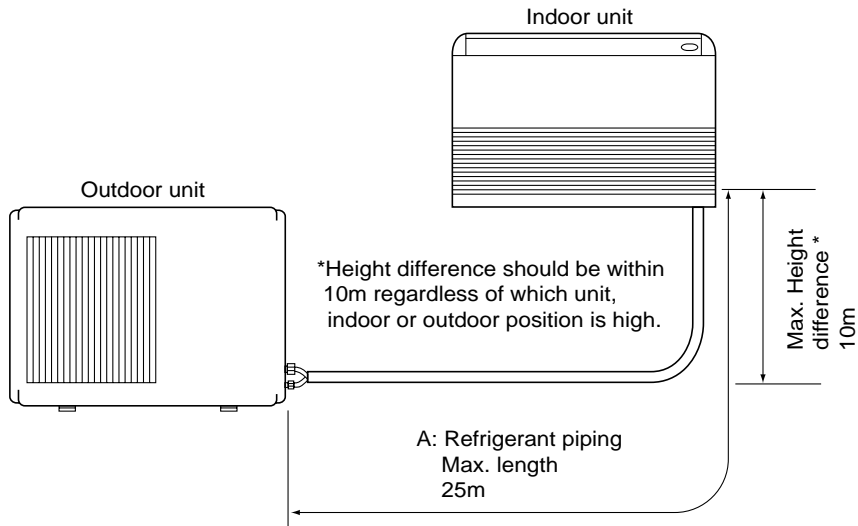 Indoor unit
Outdoor unit
*Height difference should be within
10m regardless of which unit,
indoor or outdoor position is high.
Max. Height
difference *
10m
A: Refrigerant piping
Max. length
25m